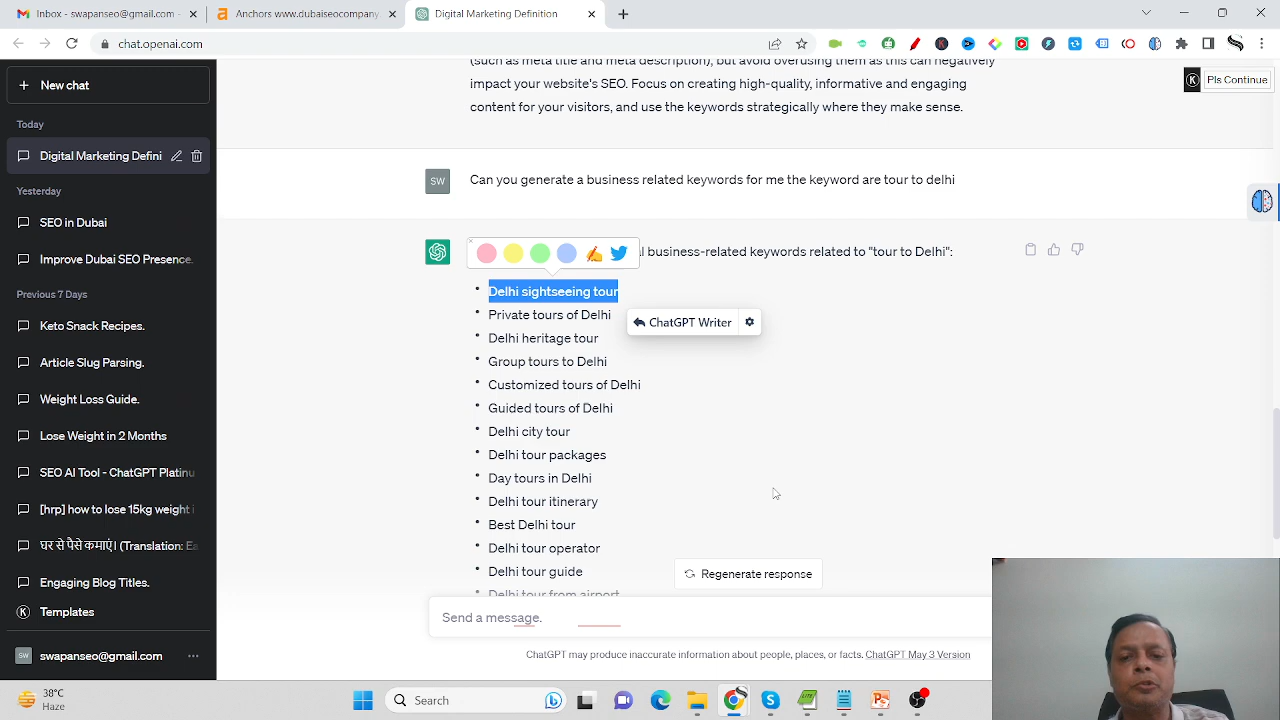 Inbox - swapanseo@gmail.com
Anchors www.dubaiseocompany
Digital Marketing Definition
chat.openai.com
New chat
Today
Digital Marketing Defini
Yesterday
SEO in Dubai
Improve Dubai SEO Presence.
Previous 7 Days
Keto Snack Recipes.
Article Slug Parsing.
Weight Loss Guide.
Lose Weight in 2 Months
SEO AI Tool - ChatGPT Platinu
[hrp] how to lose 15kg weight i
घर से पैसे कमाएं। (Translation: Ea
Engaging Blog Titles.
K Templates
SW swapanseo@gmail.com
(such as meta title and meta description), but avoid overusing them as this can negatively
impact your website's SEO. Focus on creating high-quality, informative and engaging
content for your visitors, and use the keywords strategically where they make sense.
K Pls Continue
SW Can you generate a business related keywords for me the keyword are tour to delhi
l business-related keywords related to "tour to Delhi":
• Delhi sightseeing tour
• Private tours of Delhi
ChatGPT Writer
• Delhi heritage tour
• Group tours to Delhi
• Customized tours of Delhi
• Guided tours of Delhi
• Delhi city tour
• Delhi tour packages
• Day tours in Delhi
• Delhi tour itinerary
• Best Delhi tour
• Delhi tour operator
• Delhi tour guide
• Delhi tour from airport
Regenerate response
Send a message.
ChatGPT may produce inaccurate information about people, places, or facts. ChatGPT May 3 Version
38°C
Haze
Search